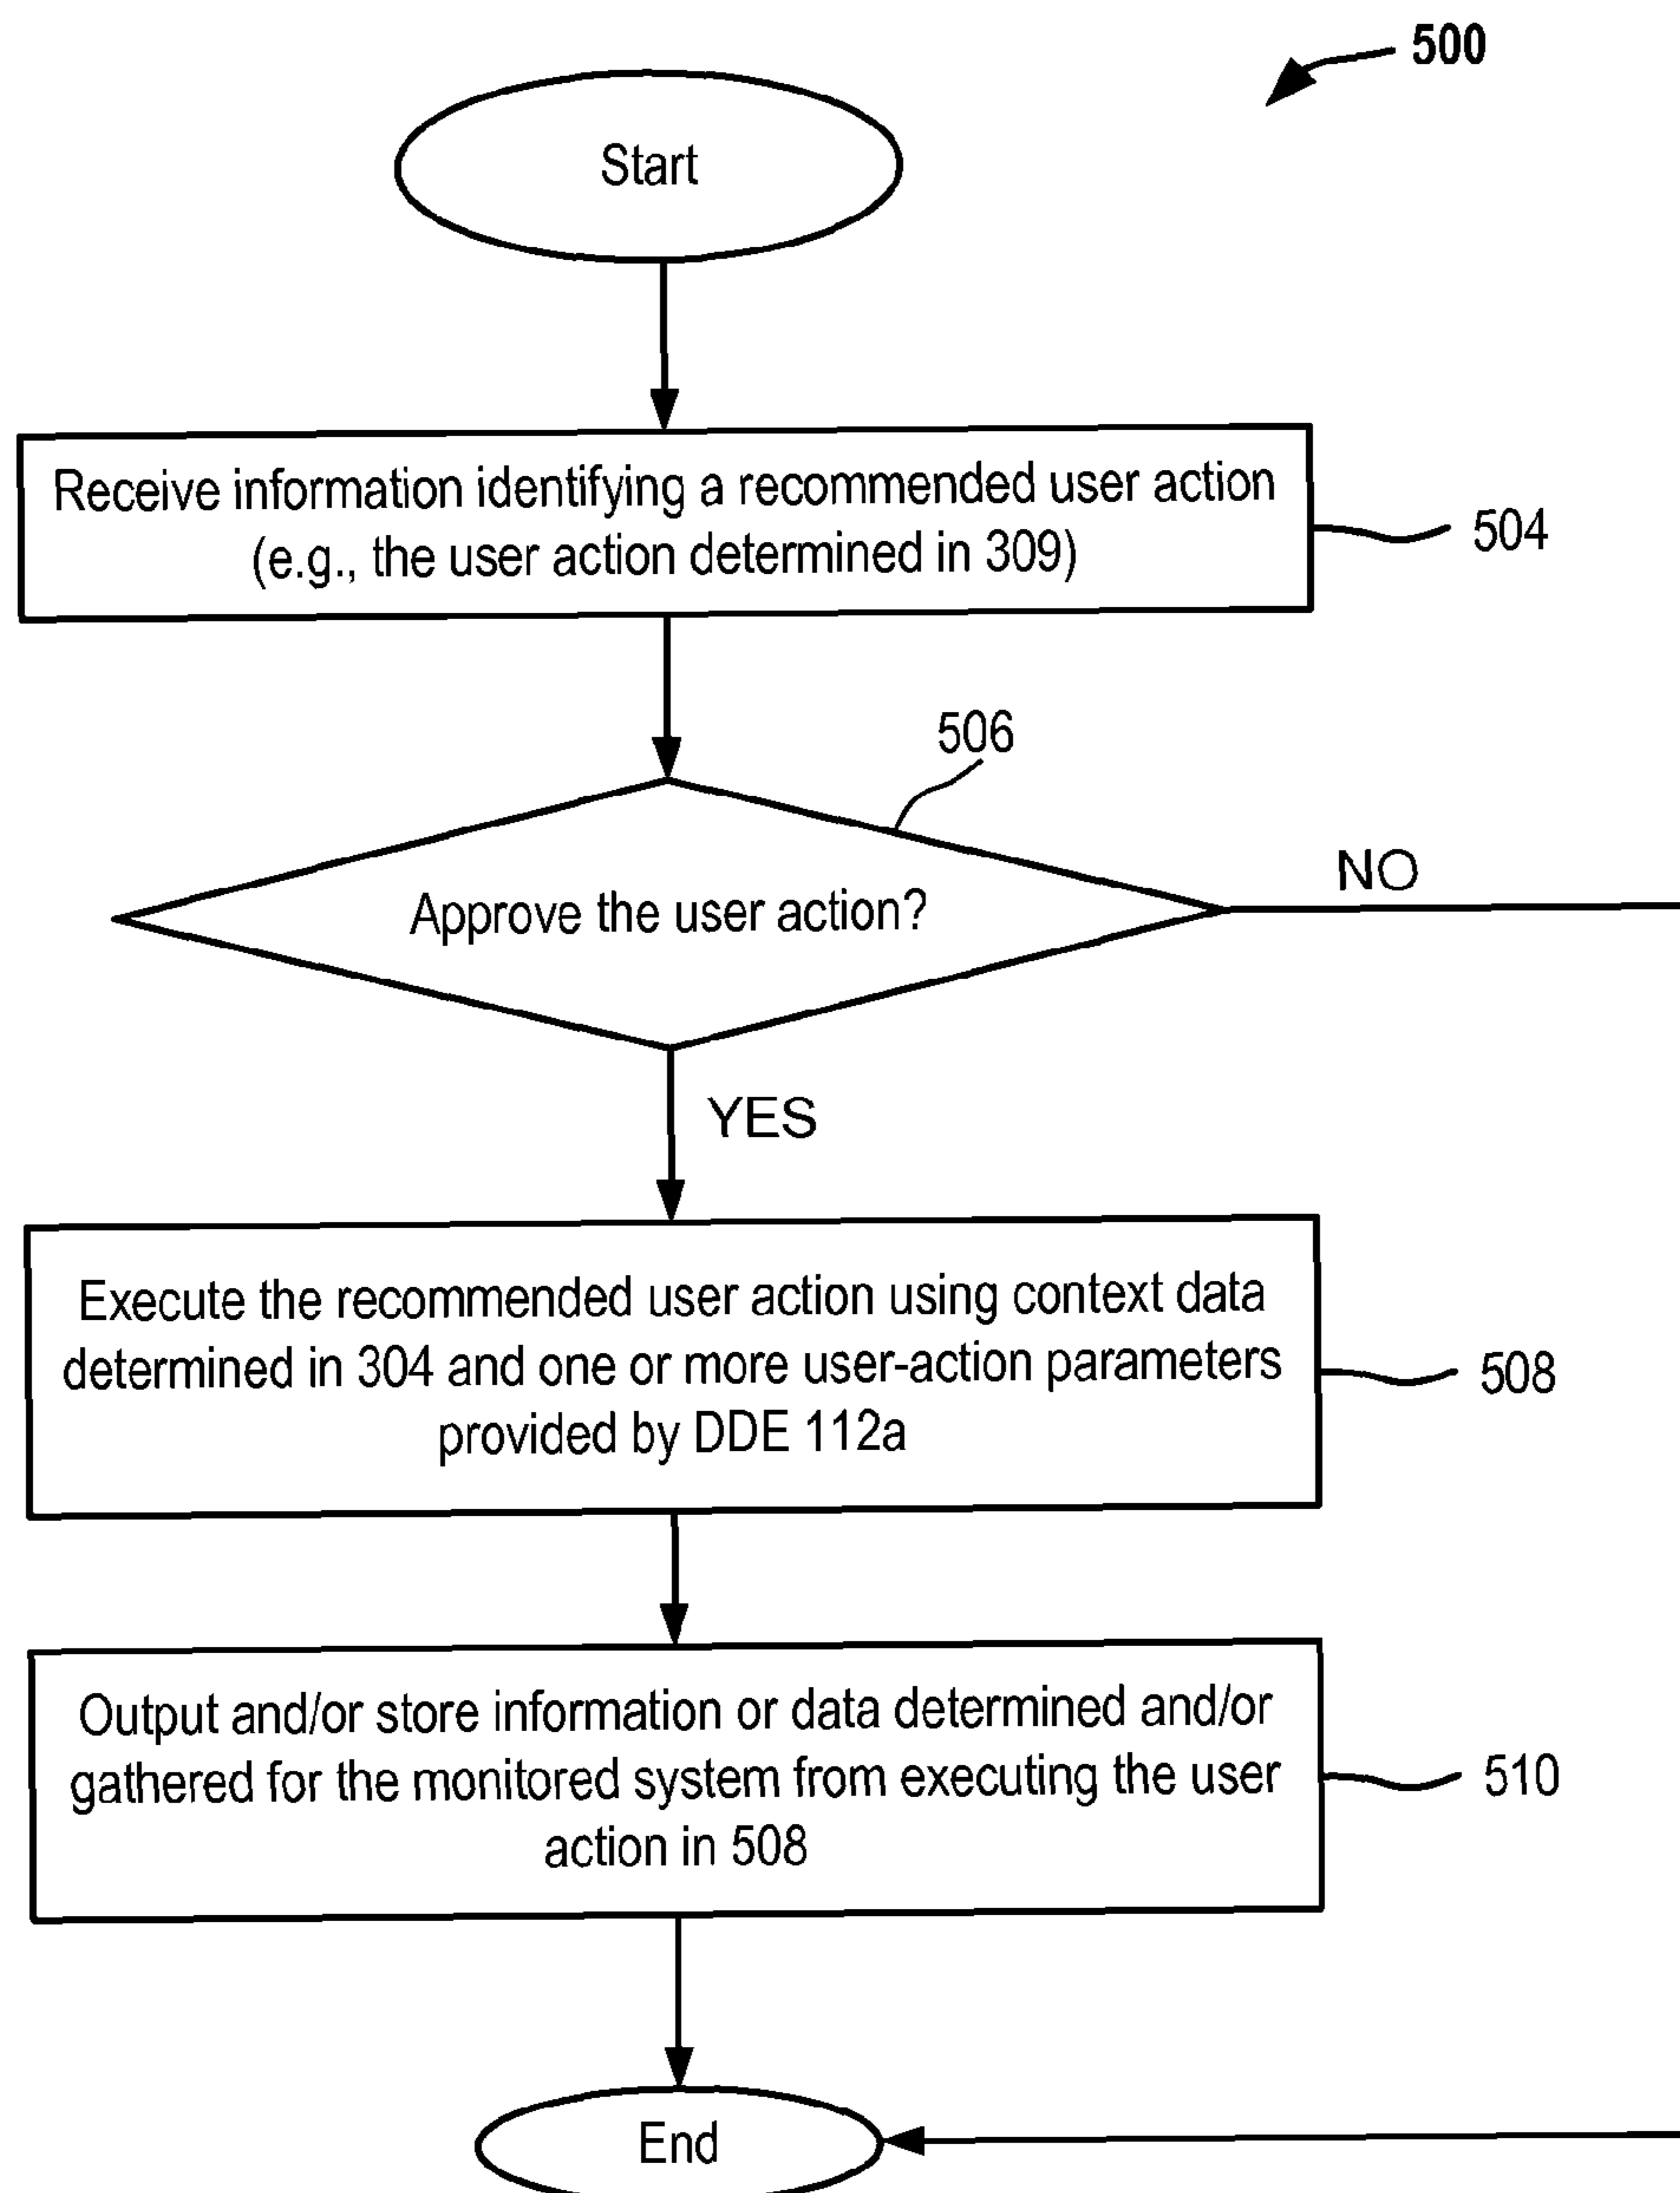 500
Start
Receive information identifying a recommended user action
(e.g., the user action determined in 309)
504
506
Approve the user action?
NO
YES
Execute the recommended user action using context data
determined in 304 and one or more user-action parameters
provided by DDE 112a
508
Output and/or store information or data determined and/or
gathered for the monitored system from executing the user
action in 508
510
End